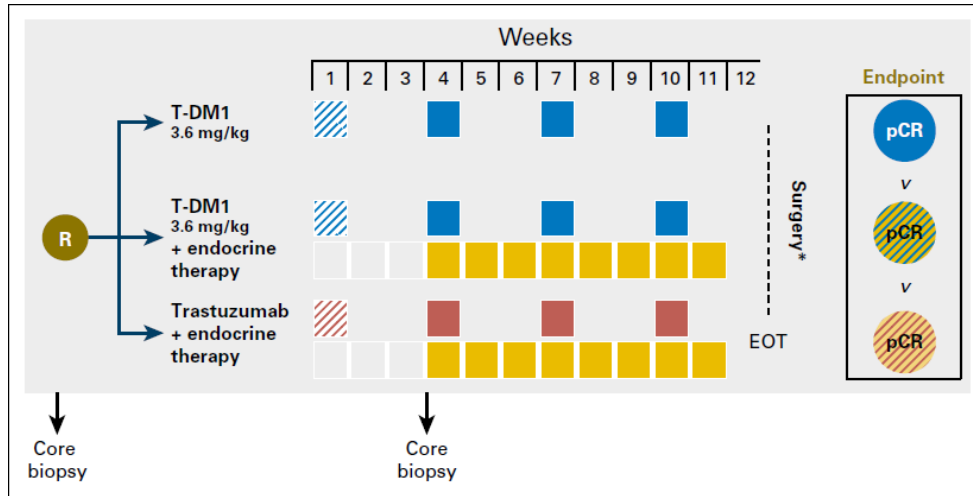 Weeks
1 2 3 4 5 6 7 8 9 10 11 12
Endpoint
T-DM1
3.6 mg/kg
pCR
v
R
T-DM1
3.6 mg/kg
+ endocrine
therapy
Surgery*
pCR
v
Trastuzumab
+ endocrine
therapy
EOT
pCR
Core
biopsy
Core
biopsy